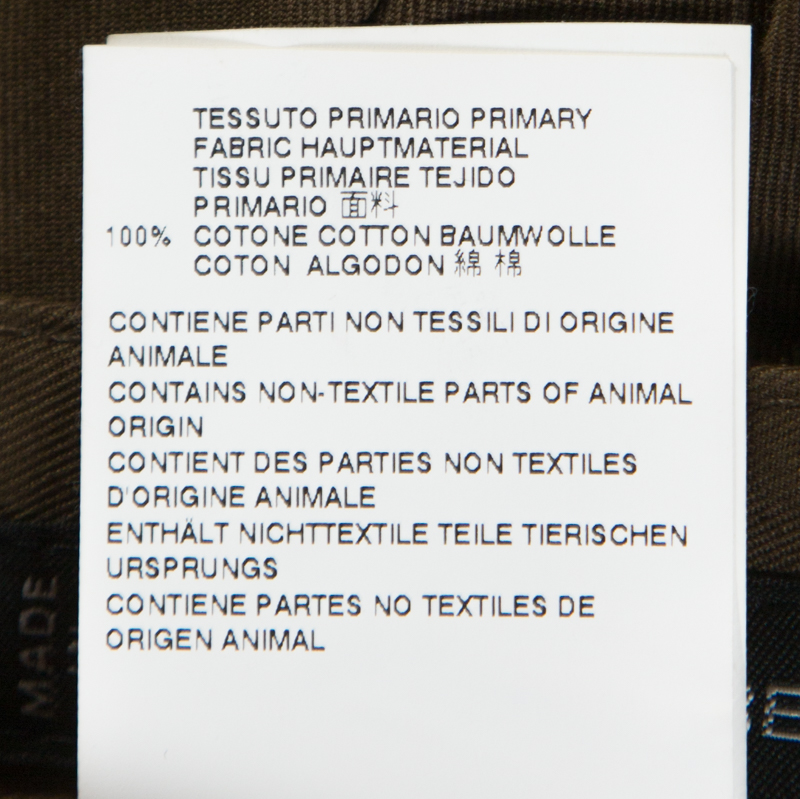 TESSUTO PRIMARIO PRIMARY
FABRIC HAUPTMATERIAL
TISSU PRIMAIRE TEJIDO
PRIMARIO 面料
100% COTONE COTTON BAUMWOLLE
COTON ALGODON 綿 棉
CONTIENE PARTI NON TESSILI DI ORIGINE
ANIMALE
CONTAINS NON-TEXTILE PARTS OF ANIMAL
ORIGIN
CONTIENT DES PARTIES NON TEXTILES
D'ORIGINE ANIMALE
ENTHÄLT NICHTTEXTILE TEILE TIERISCHEN
URSPRUNGS
CONTIENE PARTES NO TEXTILES DE
ORIGEN ANIMAL
MADE